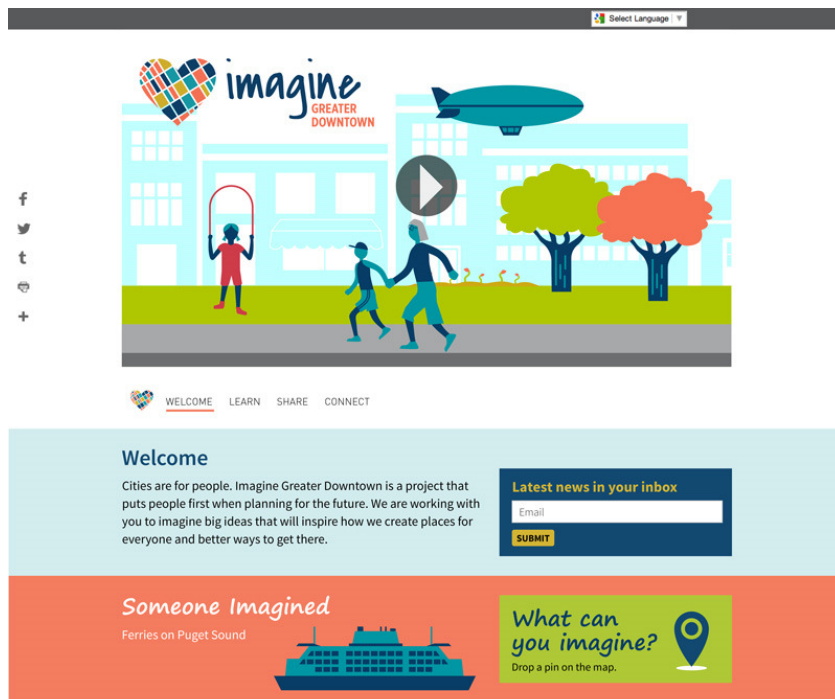 Select Language
imagine
GREATER
DOWNTOWN
WELCOME LEARN SHARE CONNECT
Welcome
Cities are for people. Imagine Greater Downtown is a project that
puts people first when planning for the future. We are working with
you to imagine big ideas that will inspire how we create places for
everyone and better ways to get there.
Latest news in your inbox
Email
SUBMIT
Someone Imagined
Ferries on Puget Sound
What can
you imagine?
Drop a pin on the map.